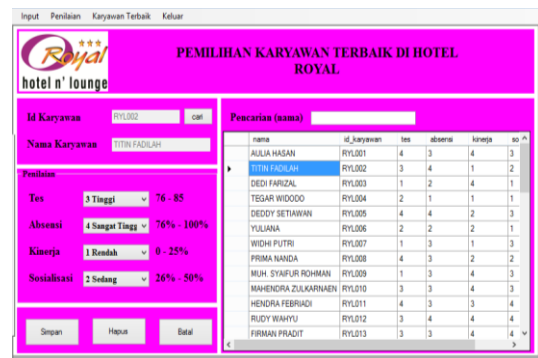 Input Penilaian Karyawan Terbaik Keluar
Royal
hotel n' lounge
PEMILIHAN KARYAWAN TERBAIK DI HOTEL
ROYAL
Id Karyawan RYL002 cari
Nama Karyawan TITIN FADILAH
Penilaian
Tes 3 Tinggi 76 - 85
Absensi 4 Sangat Tingg 76% - 100%
Kinerja 1 Rendah 0 - 25%
Sosialisasi 2 Sedang 26% - 50%
Simpan Hapus Batal
Pencarian (nama)
nama id_karyawan tes absensi kinerja so
AULIA HASAN RYL001 4 3 4 3
TITIN FADILAH RYL002 3 4 1 2
DEDI FARIZAL RYL003 1 2 4 1
TEGAR WIDODO RYL004 2 1 1 1
DEDDY SETIAWAN RYL005 4 4 2 3
YULIANA RYL006 2 2 2 1
WIDHI PUTRI RYL007 1 3 1 3
PRIMA NANDA RYL008 4 3 2 2
MUH. SYAIFUR ROHMAN RYL009 1 3 4 3
MAHENDRA ZULKARNAEN RYL010 3 3 4 3
HENDRA FEBRIADI RYL011 4 3 3 4
RUDY WAHYU RYL012 3 4 3 4
FIRMAN PRADIT RYL013 3 3 4 4